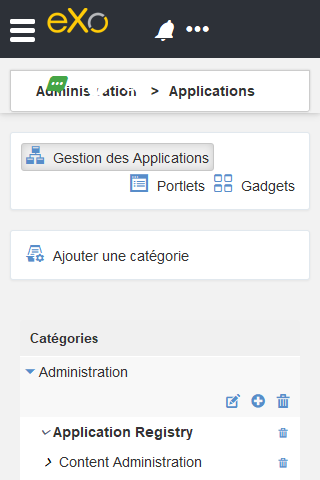 eXo
Administration > Applications
Gestion des Applications
Portlets Gadgets
Ajouter une catégorie
Catégories
Administration
Application Registry
Content Administration